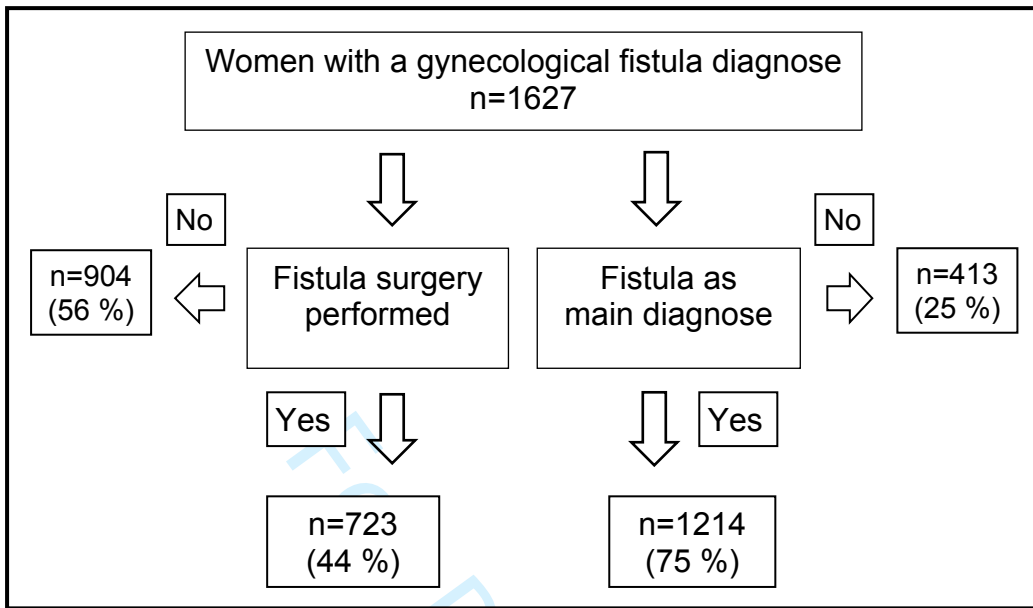 Women with a gynecological fistula diagnose
n=1627
No
No
n=904
(56 %)
Fistula surgery
performed
Fistula as
main diagnose
n=413
(25 %)
Yes
Yes
n=723
(44 %)
n=1214
(75 %)